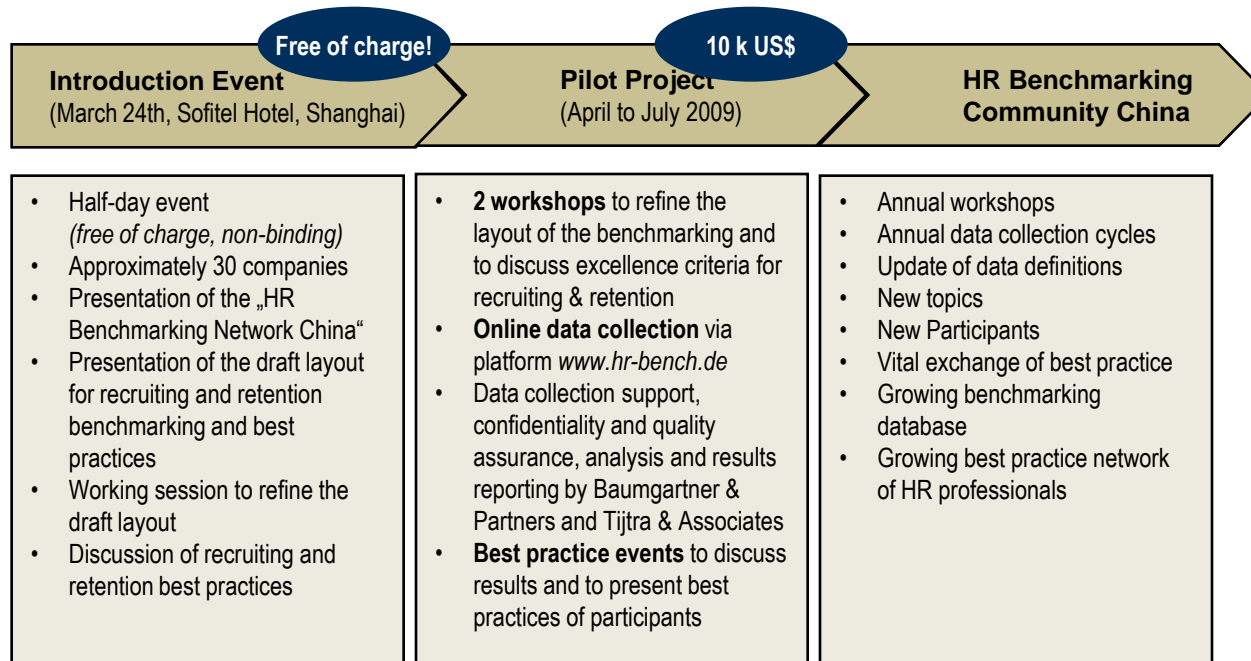 Free of charge!
10 k US$
Introduction Event
(March 24th, Sofitel Hotel, Shanghai)
Pilot Project
(April to July 2009)
HR Benchmarking
Community China
• Half-day event
(free of charge, non-binding)
• Approximately 30 companies
• Presentation of the „HR
Benchmarking Network China“
• Presentation of the draft layout
for recruiting and retention
benchmarking and best
practices
• Working session to refine the
draft layout
• Discussion of recruiting and
retention best practices
• 2 workshops to refine the
layout of the benchmarking and
to discuss excellence criteria for
recruiting & retention
• Online data collection via
platform www.hr-bench.de
• Data collection support,
confidentiality and quality
assurance, analysis and results
reporting by Baumgartner &
Partners and Tijtra & Associates
• Best practice events to discuss
results and to present best
practices of participants
• Annual workshops
• Annual data collection cycles
• Update of data definitions
• New topics
• New Participants
• Vital exchange of best practice
• Growing benchmarking
database
• Growing best practice network
of HR professionals